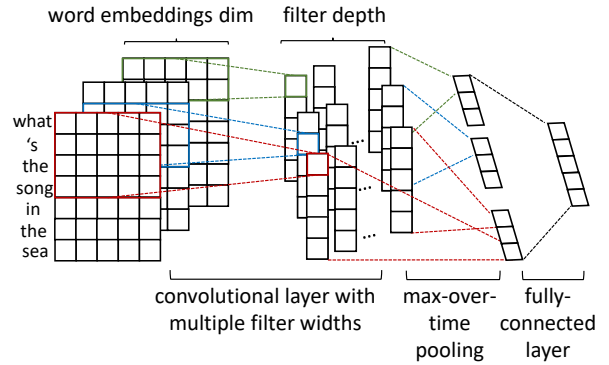 word embeddings dim
filter depth
what
's
the
song
in
the
sea
...
...
...
convolutional layer with
multiple filter widths
max-over-
time
pooling
fully-
connected
layer